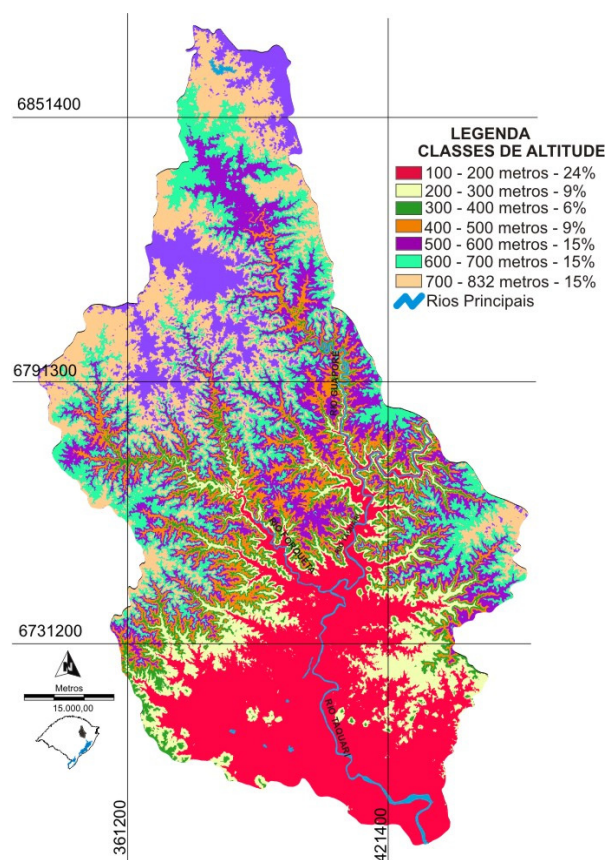 6851400
LEGENDA
CLASSES DE ALTITUDE
100 - 200 metros - 24%
200 - 300 metros - 9%
300 - 400 metros - 6%
400 - 500 metros - 9%
500 - 600 metros - 15%
600 - 700 metros - 15%
700 - 832 metros - 15%
Rios Principais
6791300
RIO GUAPORÉ
RIO FORQUETA
6731200
N
Metros
15.000,00
RIO TAQUARI
361200
421400